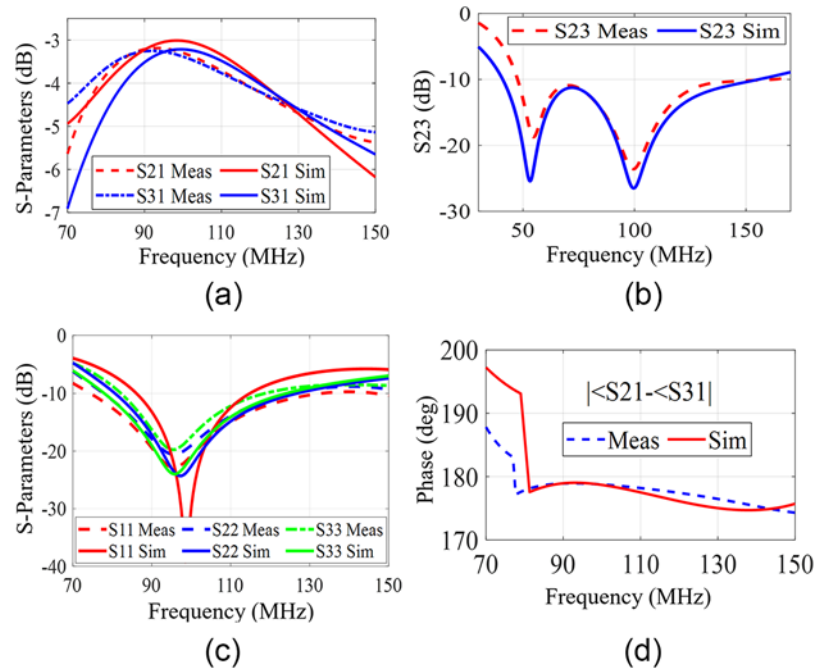 S-Parameters (dB)
-3
-4
-5
-6
-7
S21 Meas S21 Sim
S31 Meas S31 Sim
70 90 110 130 150
Frequency (MHz)
(a)
S23 (dB)
0
-10
-20
-30
S23 Meas S23 Sim
50 100 150
Frequency (MHz)
(b)
S-Parameters (dB)
0
-10
-20
-30
-40
S11 Meas S22 Meas S33 Meas
S11 Sim S22 Sim S33 Sim
70 90 110 130 150
Frequency (MHz)
(c)
Phase (deg)
200
190
180
170
|<S21-<S31|
Meas Sim
70 90 110 130 150
Frequency (MHz)
(d)